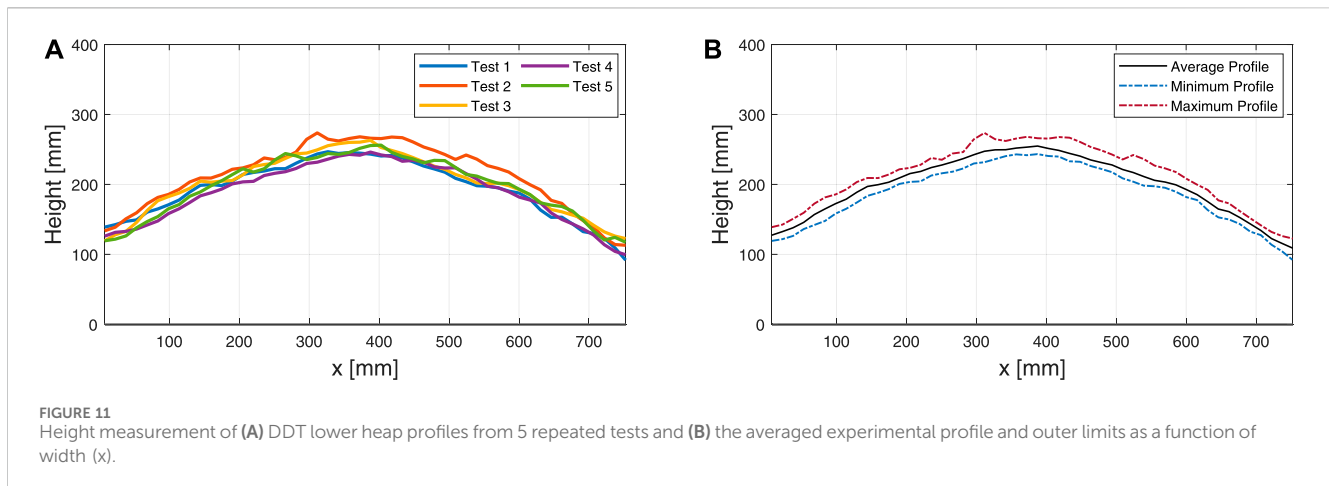 A
400
300
200
100
0
Height [mm]
100 200 300 400 500 600 700
x [mm]
Test 1 Test 4
Test 2 Test 5
Test 3
B
400
300
200
100
0
Height [mm]
100 200 300 400 500 600 700
x [mm]
Average Profile
Minimum Profile
Maximum Profile
FIGURE 11
Height measurement of (A) DDT lower heap profiles from 5 repeated tests and (B) the averaged experimental profile and outer limits as a function of
width (x).